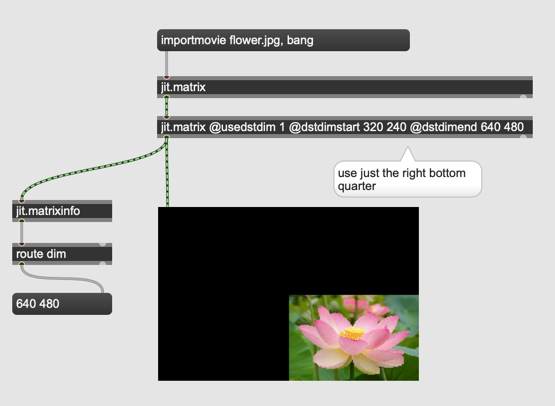 importmovie flower.jpg, bang
jit.matrix
jit.matrix @usedstdim 1 @dstdimstart 320 240 @dstdimend 640 480
use just the right bottom
quarter
jit.matrixinfo
route dim
640 480